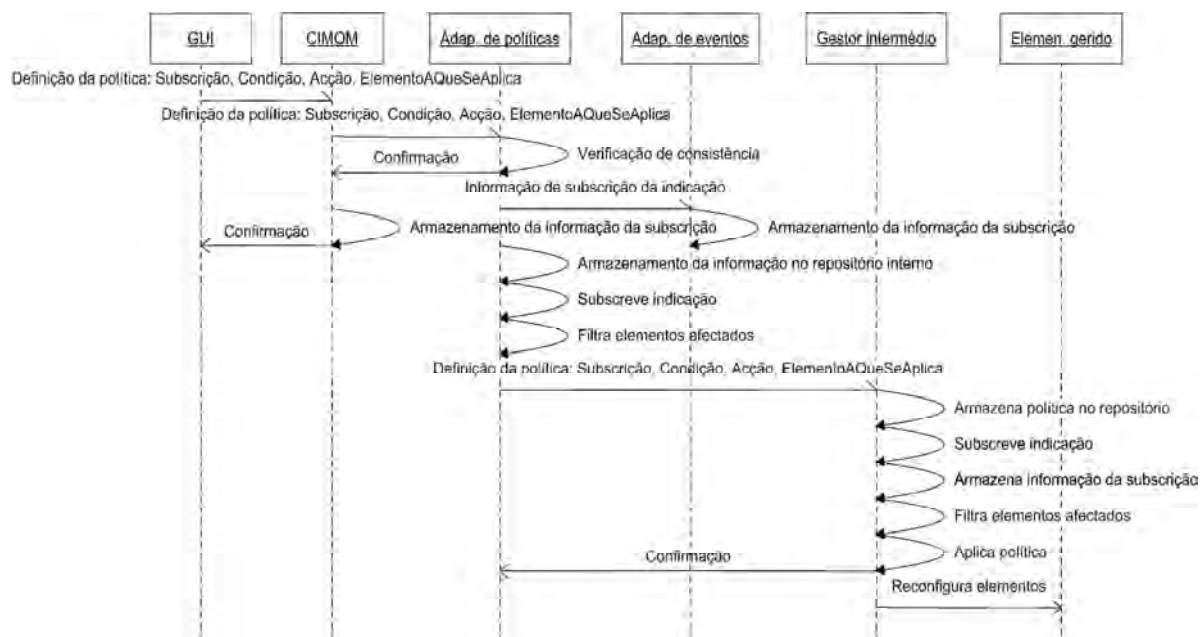 GUI
CIMOM
Adap. de políticas
Adap. de eventos
Gestor Intermédio
Elemen. gerido
Definição da política: Subscrição, Condição, Acção, ElementoAQueSeAplica
Definição da política: Subscrição, Condição, Acção, ElementoAQueSeAplica
Verificação de consistência
Confirmação
Informação de subscrição da indicação
Confirmação
Armazenamento da informação da subscrição
Armazenamento da informação da subscrição
Armazenamento da informação no repositório interno
Subscreve indicação
Filtra elementos afectados
Definição da política: Subscrição, Condição, Acção, ElementoAQueSeAplica
Armazena política no repositório
Subscreve indicação
Armazena informação da subscrição
Filtra elementos afectados
Confirmação
Aplica política
Reconfigura elementos